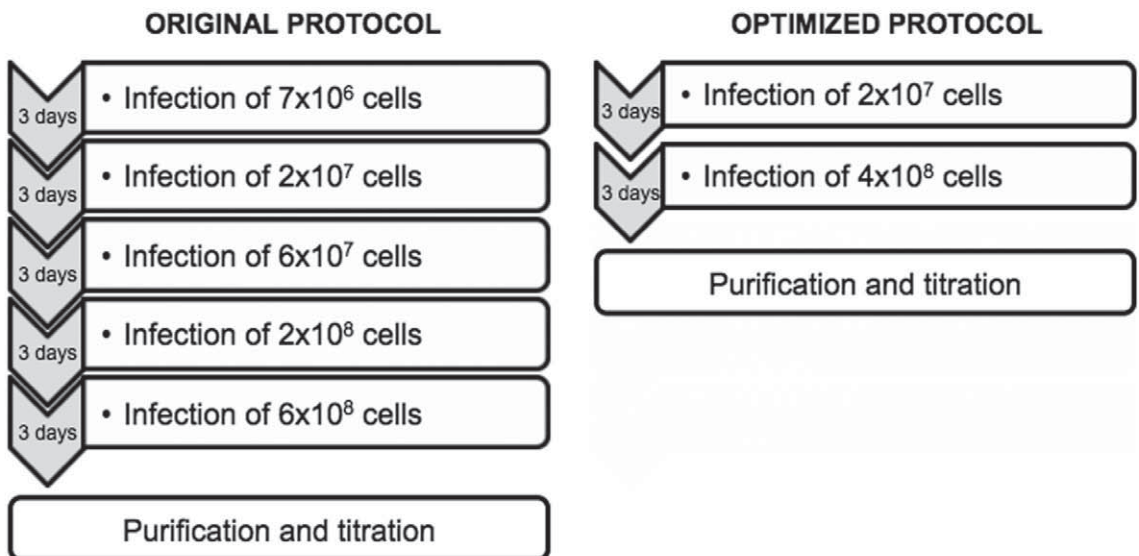 ORIGINAL PROTOCOL
3 days
• Infection of 7x10⁶ cells
3 days
• Infection of 2x10⁷ cells
3 days
• Infection of 6x10⁷ cells
3 days
• Infection of 2x10⁸ cells
3 days
• Infection of 6x10⁸ cells
Purification and titration
OPTIMIZED PROTOCOL
3 days
• Infection of 2x10⁷ cells
3 days
• Infection of 4x10⁸ cells
Purification and titration